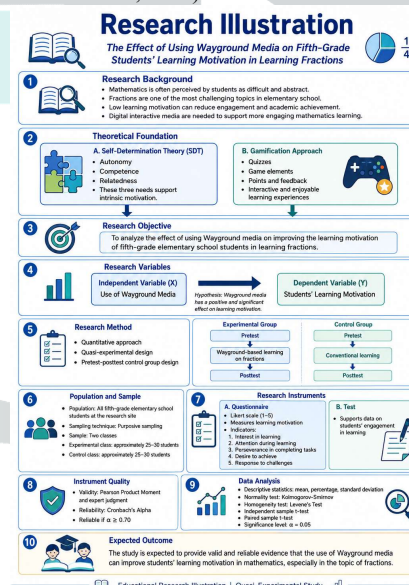 Research Illustration
The Effect of Using Wayground Media on Fifth-Grade
Students' Learning Motivation in Learning Fractions
1
4
1
Research Background
• Mathematics is often perceived by students as difficult and abstract.
• Fractions are one of the most challenging topics in elementary school.
• Low learning motivation can reduce engagement and academic achievement.
• Digital interactive media are needed to support more engaging mathematics learning.
2
Theoretical Foundation
A. Self-Determination Theory (SDT)
• Autonomy
• Competence
• Relatedness
• These three needs support
intrinsic motivation.
B. Gamification Approach
• Quizzes
• Game elements
• Points and feedback
• Interactive and enjoyable
learning experiences
3
Research Objective
To analyze the effect of using Wayground media on improving the learning motivation
of fifth-grade elementary school students in learning fractions.
4
Research Variables
Independent Variable (X)
Use of Wayground Media
Hypothesis: Wayground media
has a positive and significant
effect on learning motivation.
Dependent Variable (Y)
Students' Learning Motivation
5
Research Method
• Quantitative approach
• Quasi-experimental design
• Pretest-posttest control group design
Experimental Group
Pretest
Wayground-based learning
on fractions
Posttest
Control Group
Pretest
Conventional learning
Posttest
6
Population and Sample
• Population: All fifth-grade elementary school
students at the research site
• Sampling technique: Purposive sampling
• Sample: Two classes
• Experimental class: approximately 25–30 students
• Control class: approximately 25–30 students
7
Research Instruments
A. Questionnaire
• Likert scale (1–5)
• Measures learning motivation
• Indicators:
1. Interest in learning
2. Attention during learning
3. Perseverance in completing tasks
4. Desire to achieve
5. Response to challenges
B. Test
• Supports data on
students' engagement
in learning
8
Instrument Quality
• Validity: Pearson Product Moment
and expert judgment
• Reliability: Cronbach's Alpha
• Reliable if α ≥ 0.70
9
Data Analysis
• Descriptive statistics: mean, percentage, standard deviation
• Normality test: Kolmogorov-Smirnov
• Homogeneity test: Levene's Test
• Independent sample t-test
• Paired sample t-test
• Significance level: α = 0.05
10
Expected Outcome
The study is expected to provide valid and reliable evidence that the use of Wayground media
can improve students' learning motivation in mathematics, especially in the topic of fractions.
Educational Research Illustration | Quasi-Experimental Study